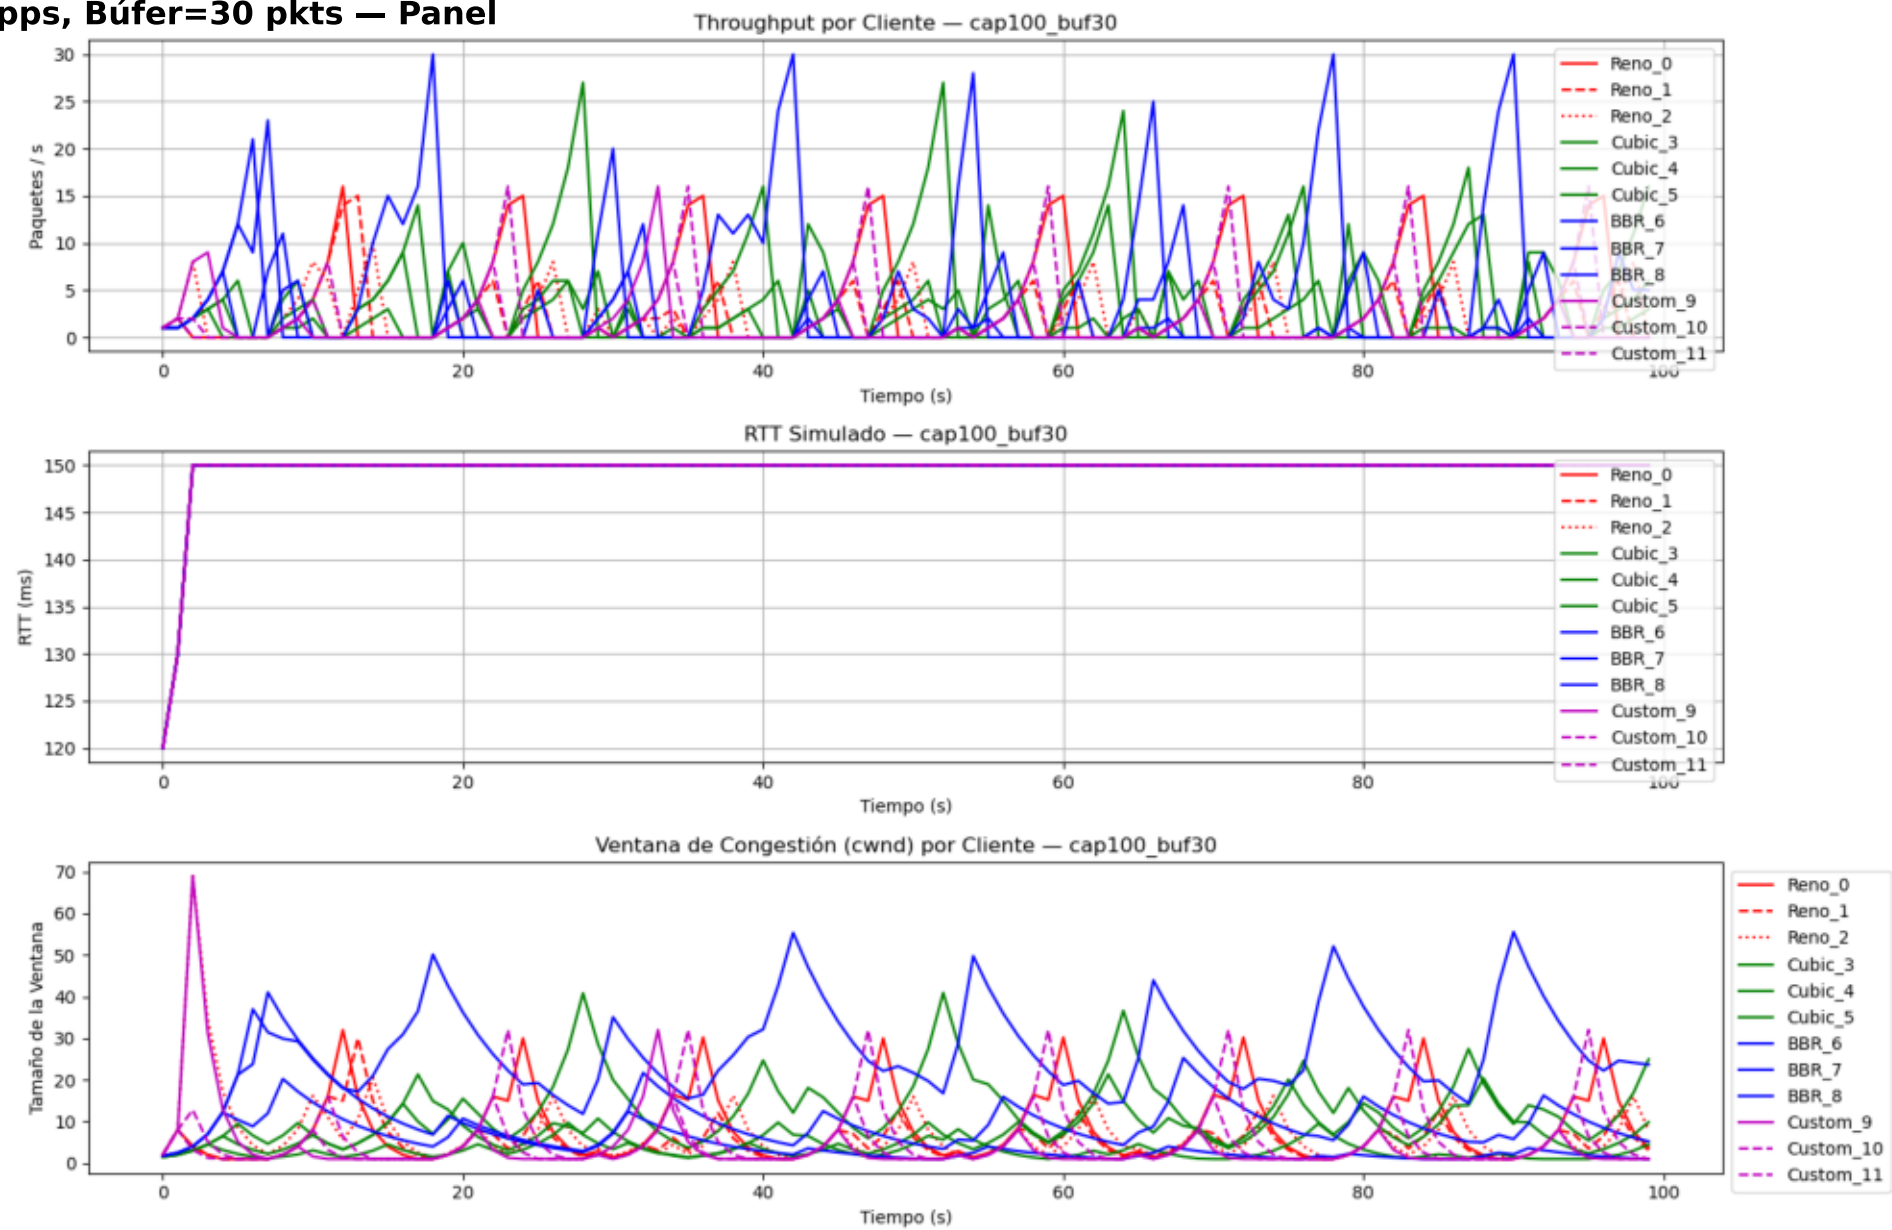 pps, Búfer=30 pkts — Panel
Throughput por Cliente — cap100_buf30
Paquetes / s
30
25
20
15
10
5
0
0
20
40
60
80
100
Tiempo (s)
Reno_0
Reno_1
Reno_2
Cubic_3
Cubic_4
Cubic_5
BBR_6
BBR_7
BBR_8
Custom_9
Custom_10
Custom_11
RTT Simulado — cap100_buf30
RTT (ms)
150
145
140
135
130
125
120
0
20
40
60
80
100
Tiempo (s)
Reno_0
Reno_1
Reno_2
Cubic_3
Cubic_4
Cubic_5
BBR_6
BBR_7
BBR_8
Custom_9
Custom_10
Custom_11
Ventana de Congestión (cwnd) por Cliente — cap100_buf30
Tamaño de la Ventana
70
60
50
40
30
20
10
0
0
20
40
60
80
100
Tiempo (s)
Reno_0
Reno_1
Reno_2
Cubic_3
Cubic_4
Cubic_5
BBR_6
BBR_7
BBR_8
Custom_9
Custom_10
Custom_11